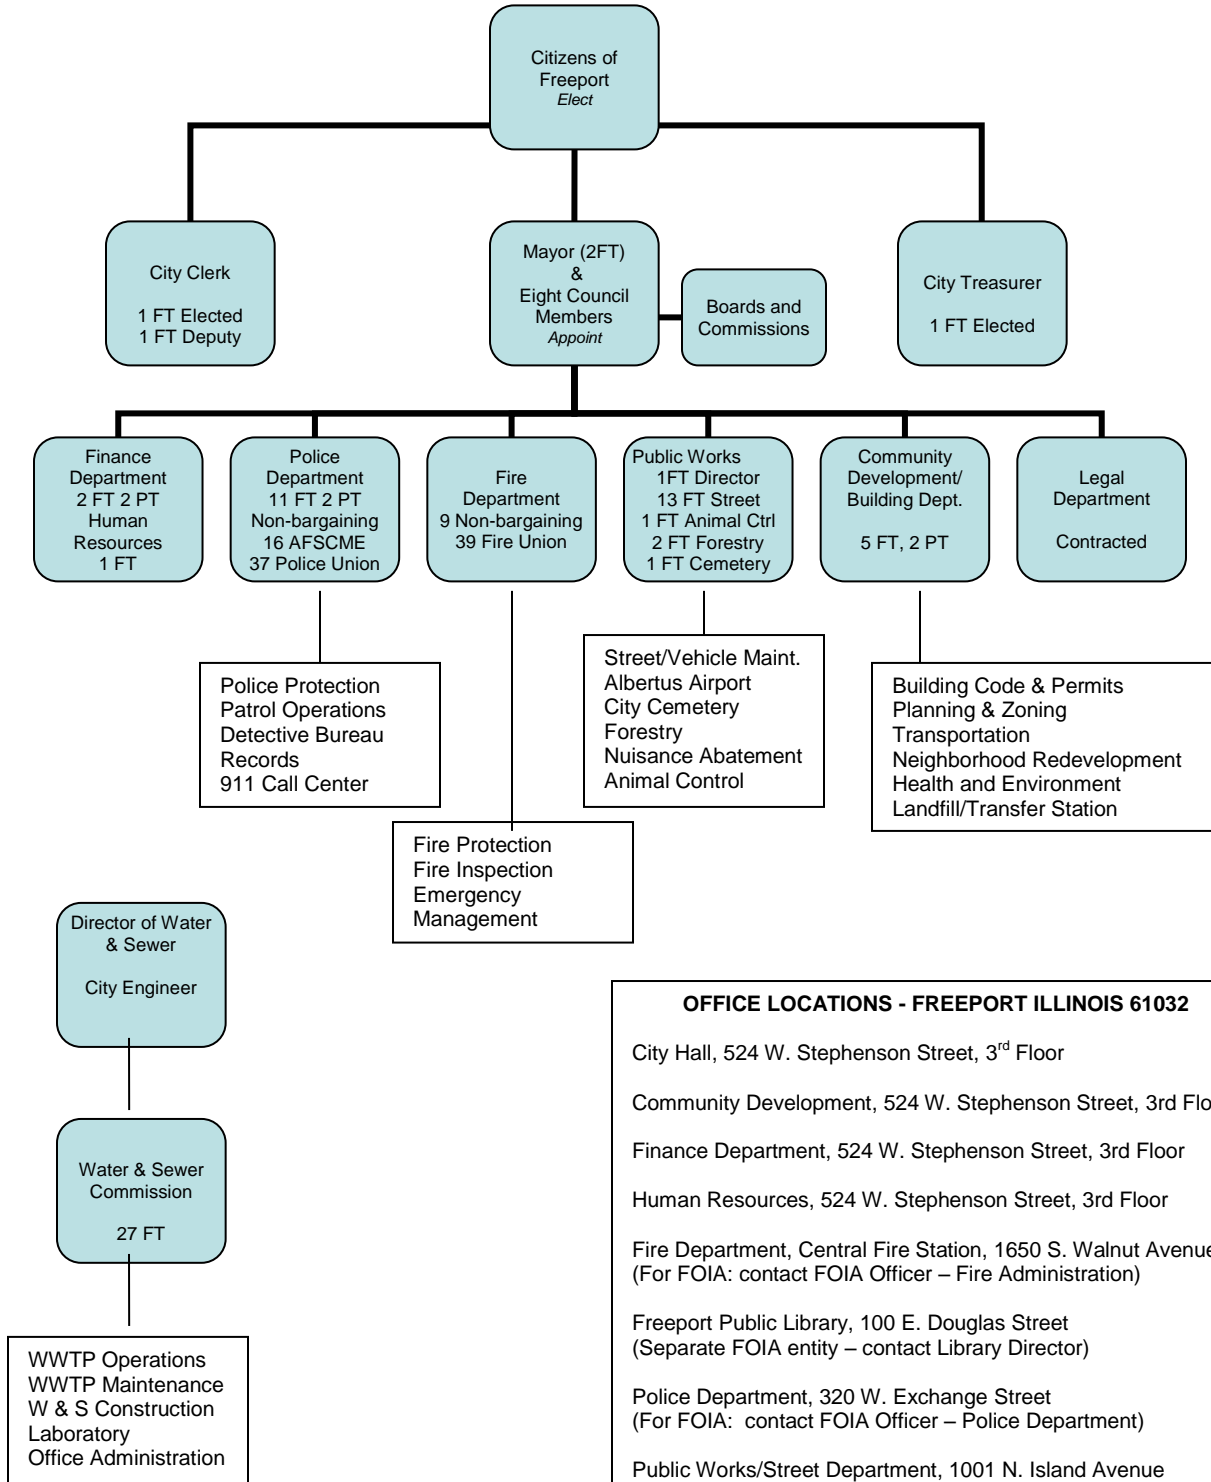 Citizens of
Freeport
Elect
City Clerk
1 FT Elected
1 FT Deputy
Mayor (2FT)
&
Eight Council
Members
Appoint
Boards and
Commissions
City Treasurer
1 FT Elected
Finance
Department
2 FT 2 PT
Human
Resources
1 FT
Police
Department
11 FT 2 PT
Non-bargaining
16 AFSCME
37 Police Union
Fire
Department
9 Non-bargaining
39 Fire Union
Public Works
1FT Director
13 FT Street
1 FT Animal Ctrl
2 FT Forestry
1 FT Cemetery
Community
Development/
Building Dept.
5 FT, 2 PT
Legal
Department
Contracted
Police Protection
Patrol Operations
Detective Bureau
Records
911 Call Center
Fire Protection
Fire Inspection
Emergency
Management
Street/Vehicle Maint.
Albertus Airport
City Cemetery
Forestry
Nuisance Abatement
Animal Control
Building Code & Permits
Planning & Zoning
Transportation
Neighborhood Redevelopment
Health and Environment
Landfill/Transfer Station
Director of Water
& Sewer
City Engineer
Water & Sewer
Commission
27 FT
WWTP Operations
WWTP Maintenance
W & S Construction
Laboratory
Office Administration
OFFICE LOCATIONS - FREEPORT ILLINOIS 61032
City Hall, 524 W. Stephenson Street, 3rd Floor
Community Development, 524 W. Stephenson Street, 3rd Flo
Finance Department, 524 W. Stephenson Street, 3rd Floor
Human Resources, 524 W. Stephenson Street, 3rd Floor
Fire Department, Central Fire Station, 1650 S. Walnut Avenue
(For FOIA: contact FOIA Officer – Fire Administration)
Freeport Public Library, 100 E. Douglas Street
(Separate FOIA entity – contact Library Director)
Police Department, 320 W. Exchange Street
(For FOIA: contact FOIA Officer – Police Department)
Public Works/Street Department, 1001 N. Island Avenue